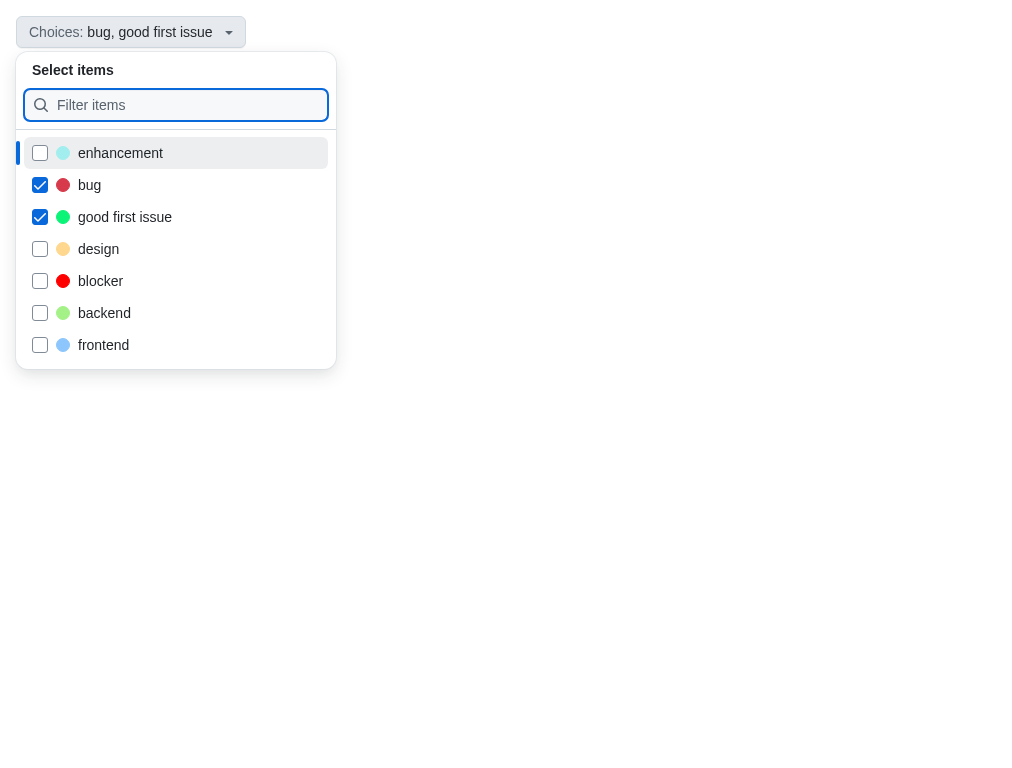 Choices: bug, good first issue
Select items
Filter items
enhancement
bug
good first issue
design
blocker
backend
frontend